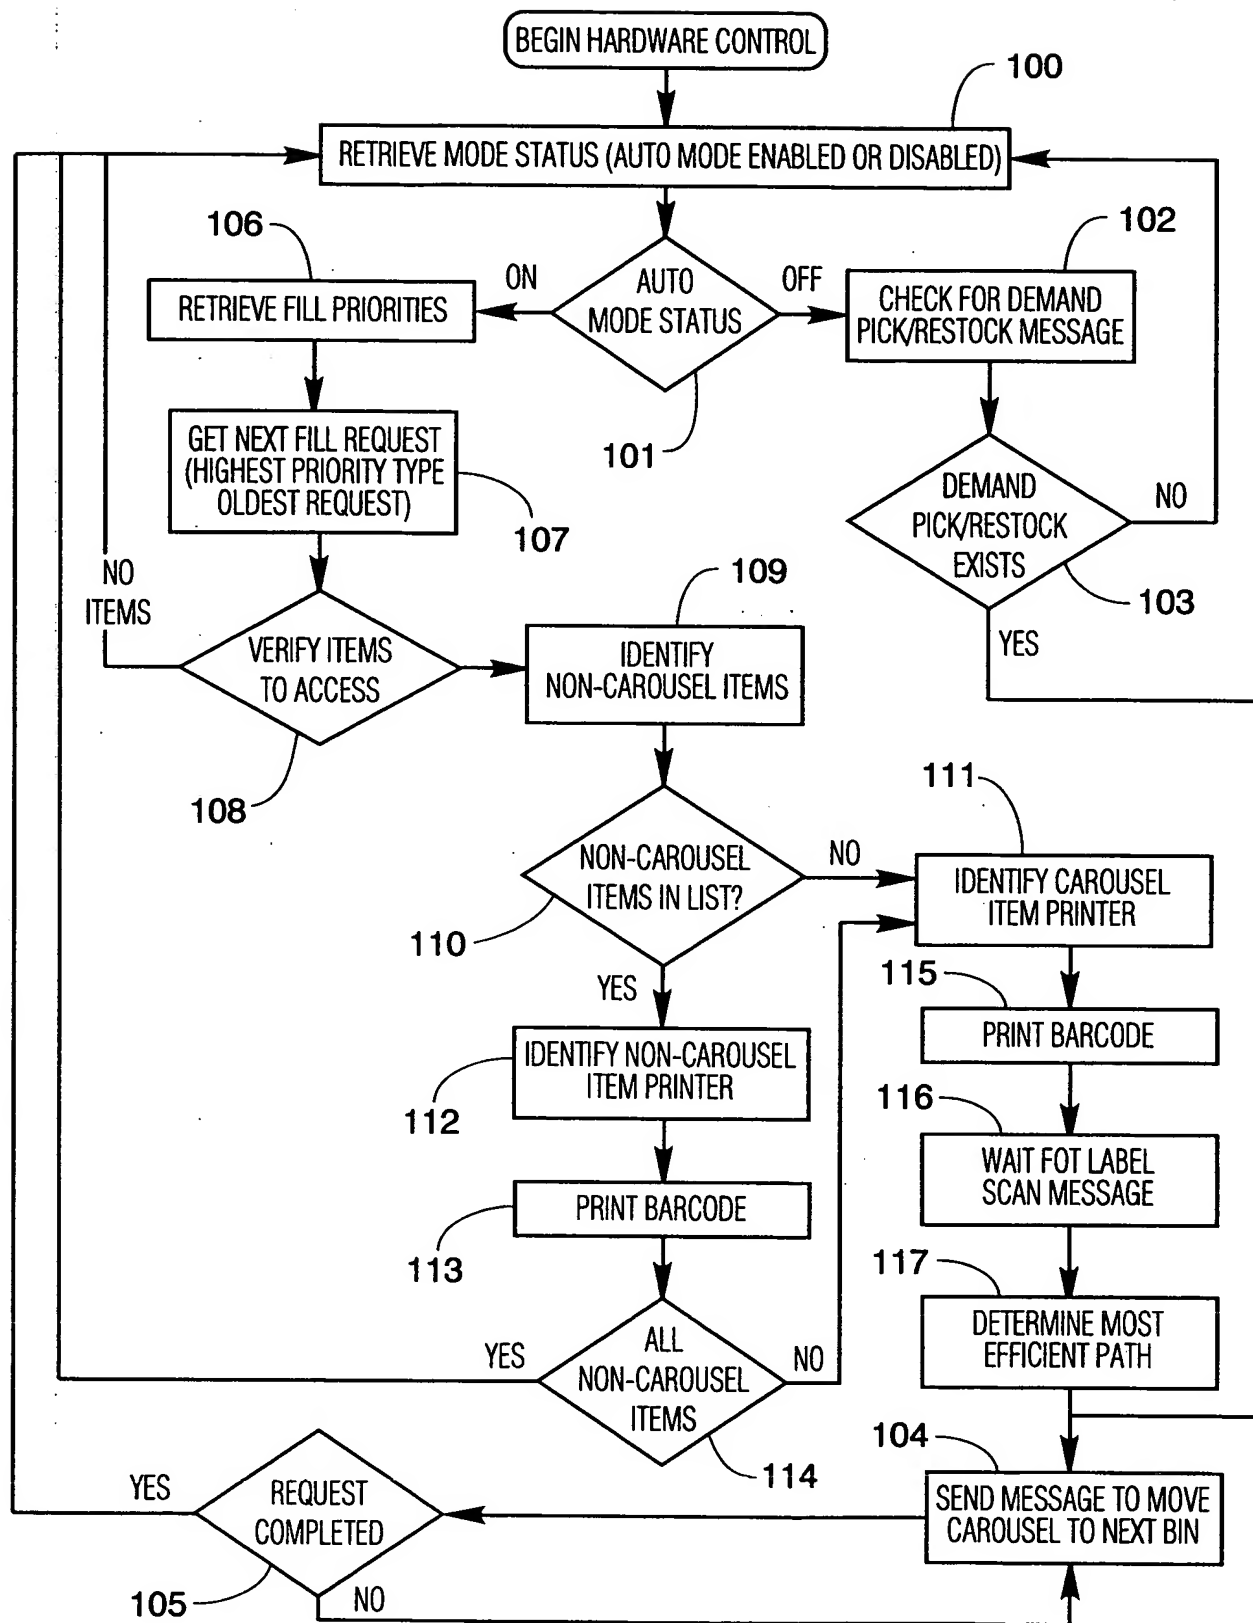 BEGIN HARDWARE CONTROL
100
RETRIEVE MODE STATUS (AUTO MODE ENABLED OR DISABLED)
106
102
ON
AUTO
MODE STATUS
OFF
RETRIEVE FILL PRIORITIES
CHECK FOR DEMAND
PICK/RESTOCK MESSAGE
101
GET NEXT FILL REQUEST
(HIGHEST PRIORITY TYPE
OLDEST REQUEST)
107
DEMAND
PICK/RESTOCK
EXISTS
NO
103
YES
NO
ITEMS
VERIFY ITEMS
TO ACCESS
108
109
IDENTIFY
NON-CAROUSEL ITEMS
NON-CAROUSEL
ITEMS IN LIST?
NO
110
YES
111
IDENTIFY CAROUSEL
ITEM PRINTER
115
PRINT BARCODE
IDENTIFY NON-CAROUSEL
ITEM PRINTER
112
116
WAIT FOT LABEL
SCAN MESSAGE
PRINT BARCODE
113
117
DETERMINE MOST
EFFICIENT PATH
YES
ALL
NON-CAROUSEL
ITEMS
NO
114
104
SEND MESSAGE TO MOVE
CAROUSEL TO NEXT BIN
YES
REQUEST
COMPLETED
105
NO